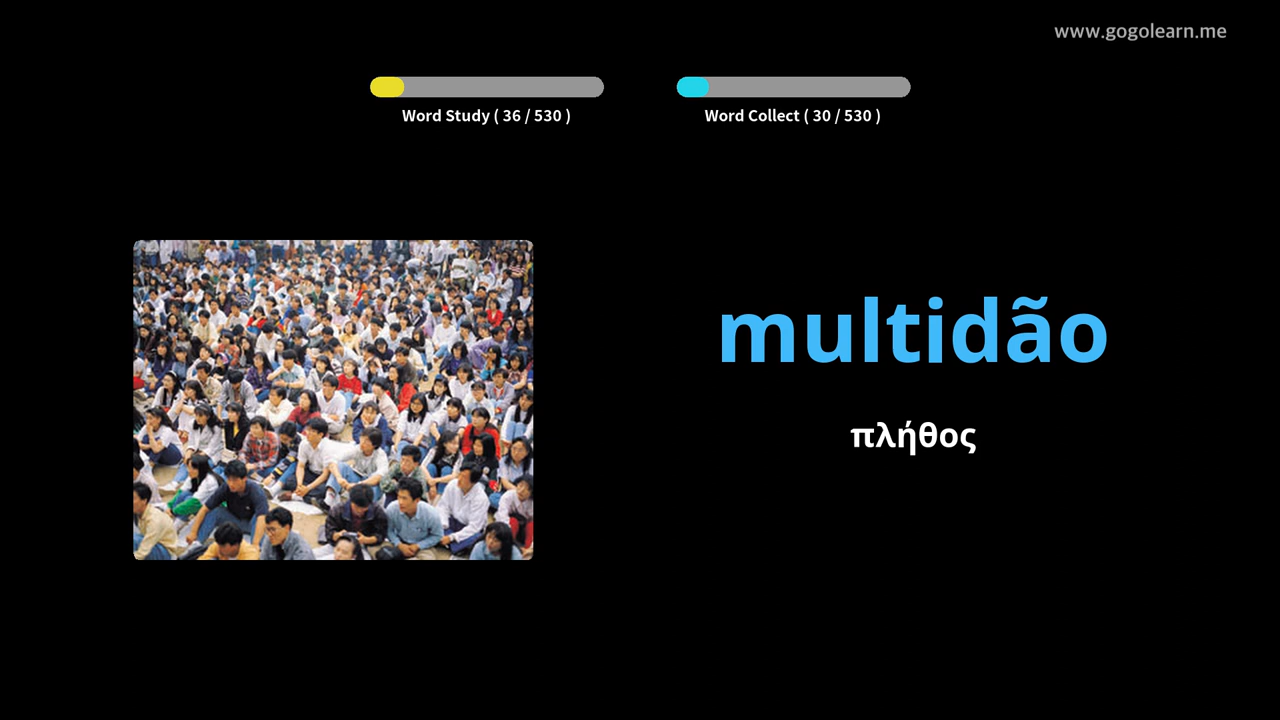 www.gogolearn.me
Word Study ( 36 / 530 )
Word Collect ( 30 / 530 )
multidão
πλήθος